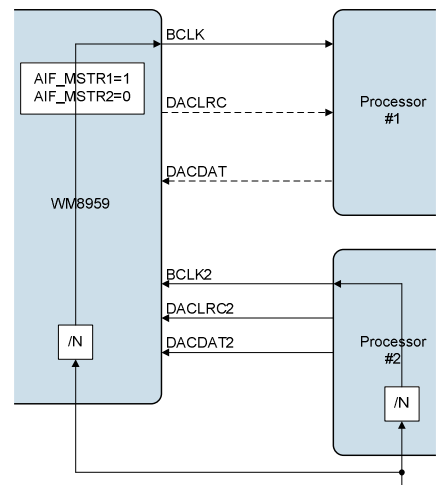 BCLK
AIF_MSTR1=1
AIF_MSTR2=0
DACLRC
Processor
#1
DACDAT
WM8959
BCLK2
DACLRC2
DACDAT2
Processor
#2
/N
/N